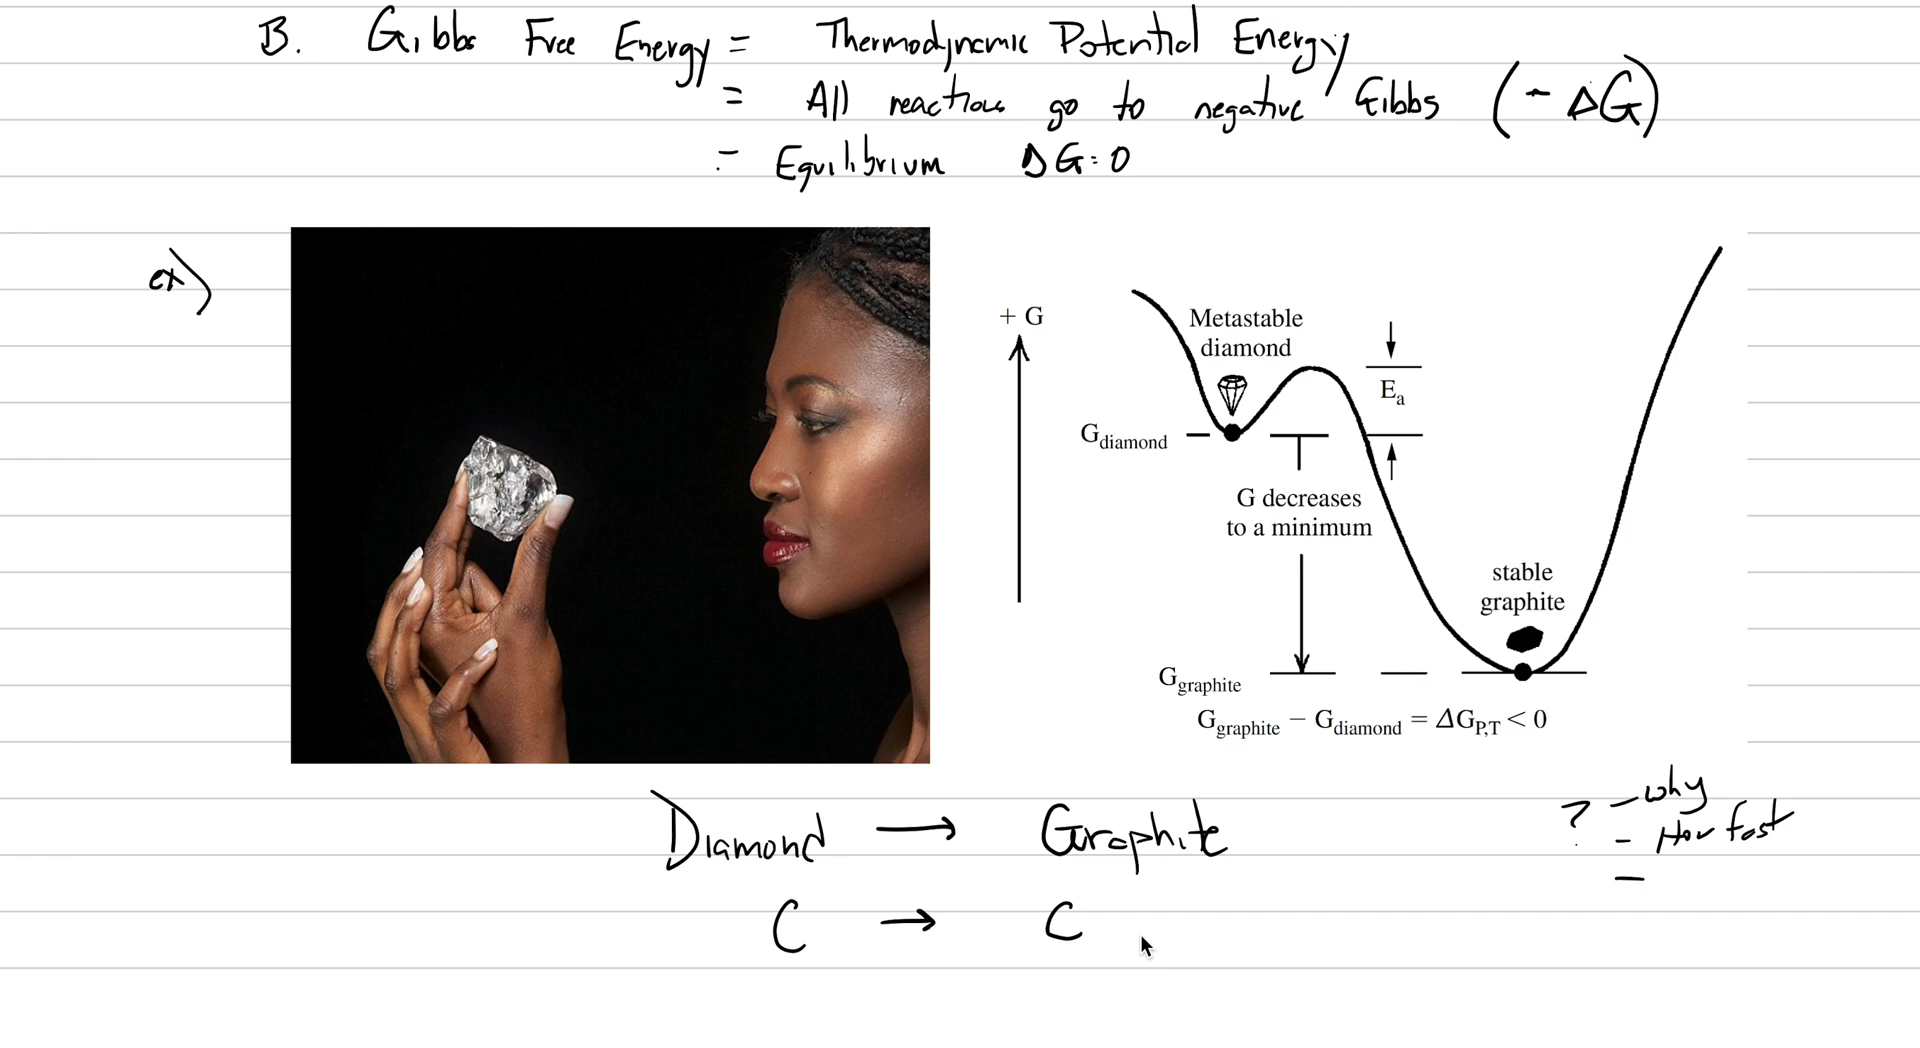 B. Gibbs Free Energy = Thermodynamic Potential Energy
= All reactions go to negative Gibbs (- ΔG)
= Equilibrium ΔG = 0
ex)
+ G
Metastable
diamond
Ea
Gdiamond
G decreases
to a minimum
stable
graphite
Ggraphite
Ggraphite − Gdiamond = ΔGP,T < 0
? - why
- How fast
-
Diamond → Graphite
C → C